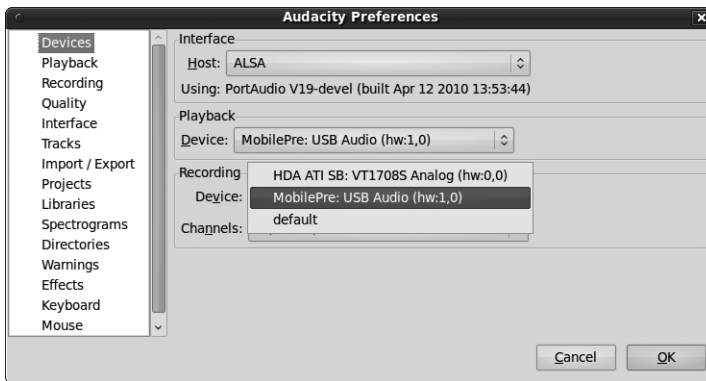 Audacity Preferences
Devices
Playback
Recording
Quality
Interface
Tracks
Import / Export
Projects
Libraries
Spectrograms
Directories
Warnings
Effects
Keyboard
Mouse
Interface
Host: ALSA
Using: PortAudio V19-devel (built Apr 12 2010 13:53:44)
Playback
Device: MobilePre: USB Audio (hw:1,0)
Recording
Device:
HDA ATI SB: VT1708S Analog (hw:0,0)
MobilePre: USB Audio (hw:1,0)
default
Channels:
Cancel
OK